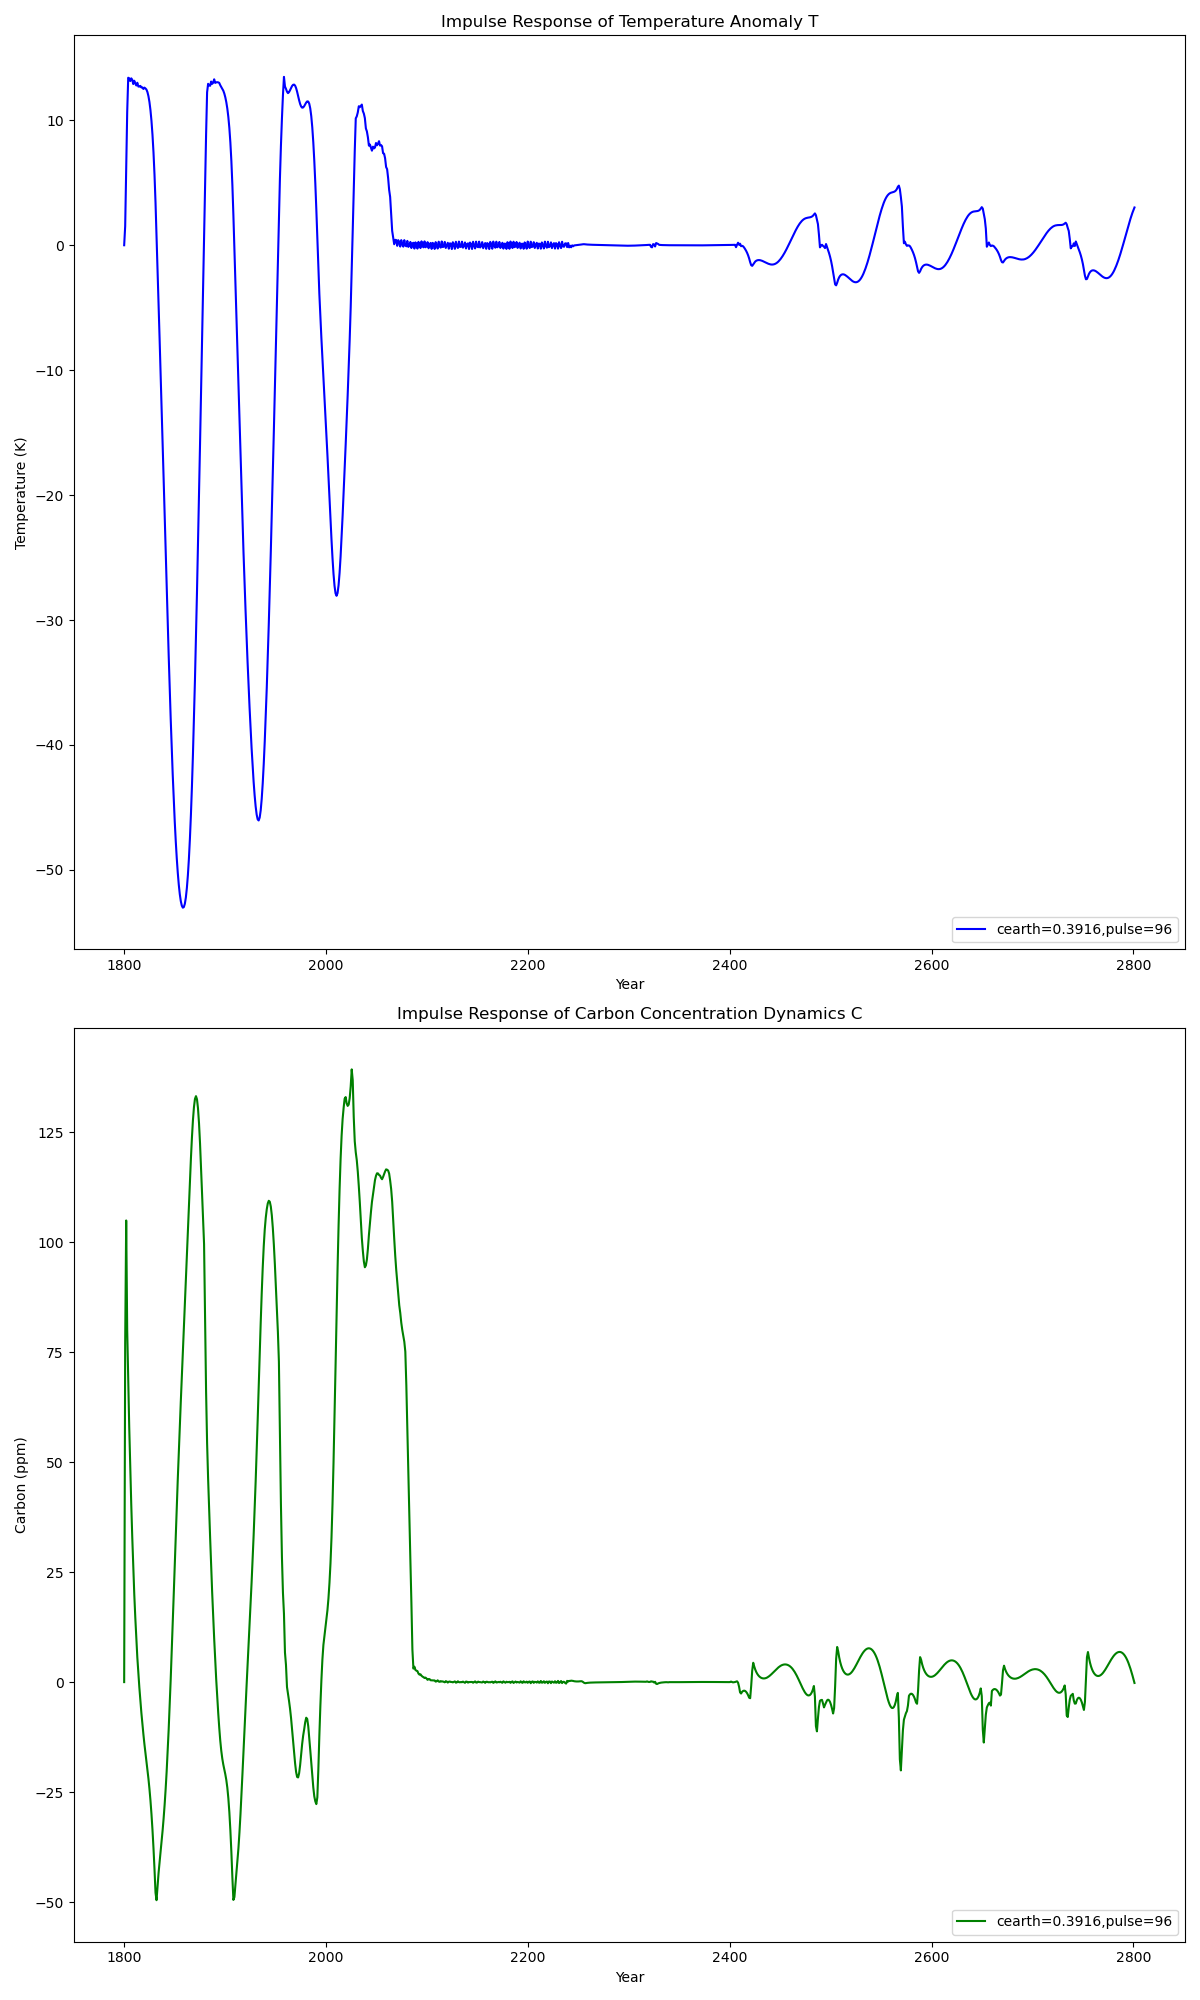 Impulse Response of Temperature Anomaly T
10
0
−10
−20
−30
−40
−50
Temperature (K)
cearth=0.3916,pulse=96
1800 2000 2200 2400 2600 2800
Year
Impulse Response of Carbon Concentration Dynamics C
125
100
75
50
25
0
−25
−50
Carbon (ppm)
cearth=0.3916,pulse=96
1800 2000 2200 2400 2600 2800
Year